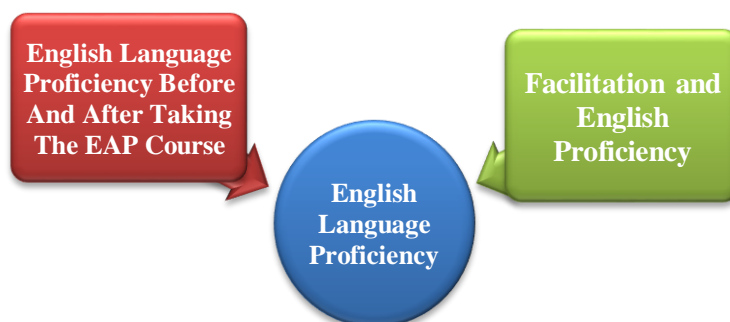 English Language
Proficiency Before
And After Taking
The EAP Course
Facilitation and
English
Proficiency
English
Language
Proficiency